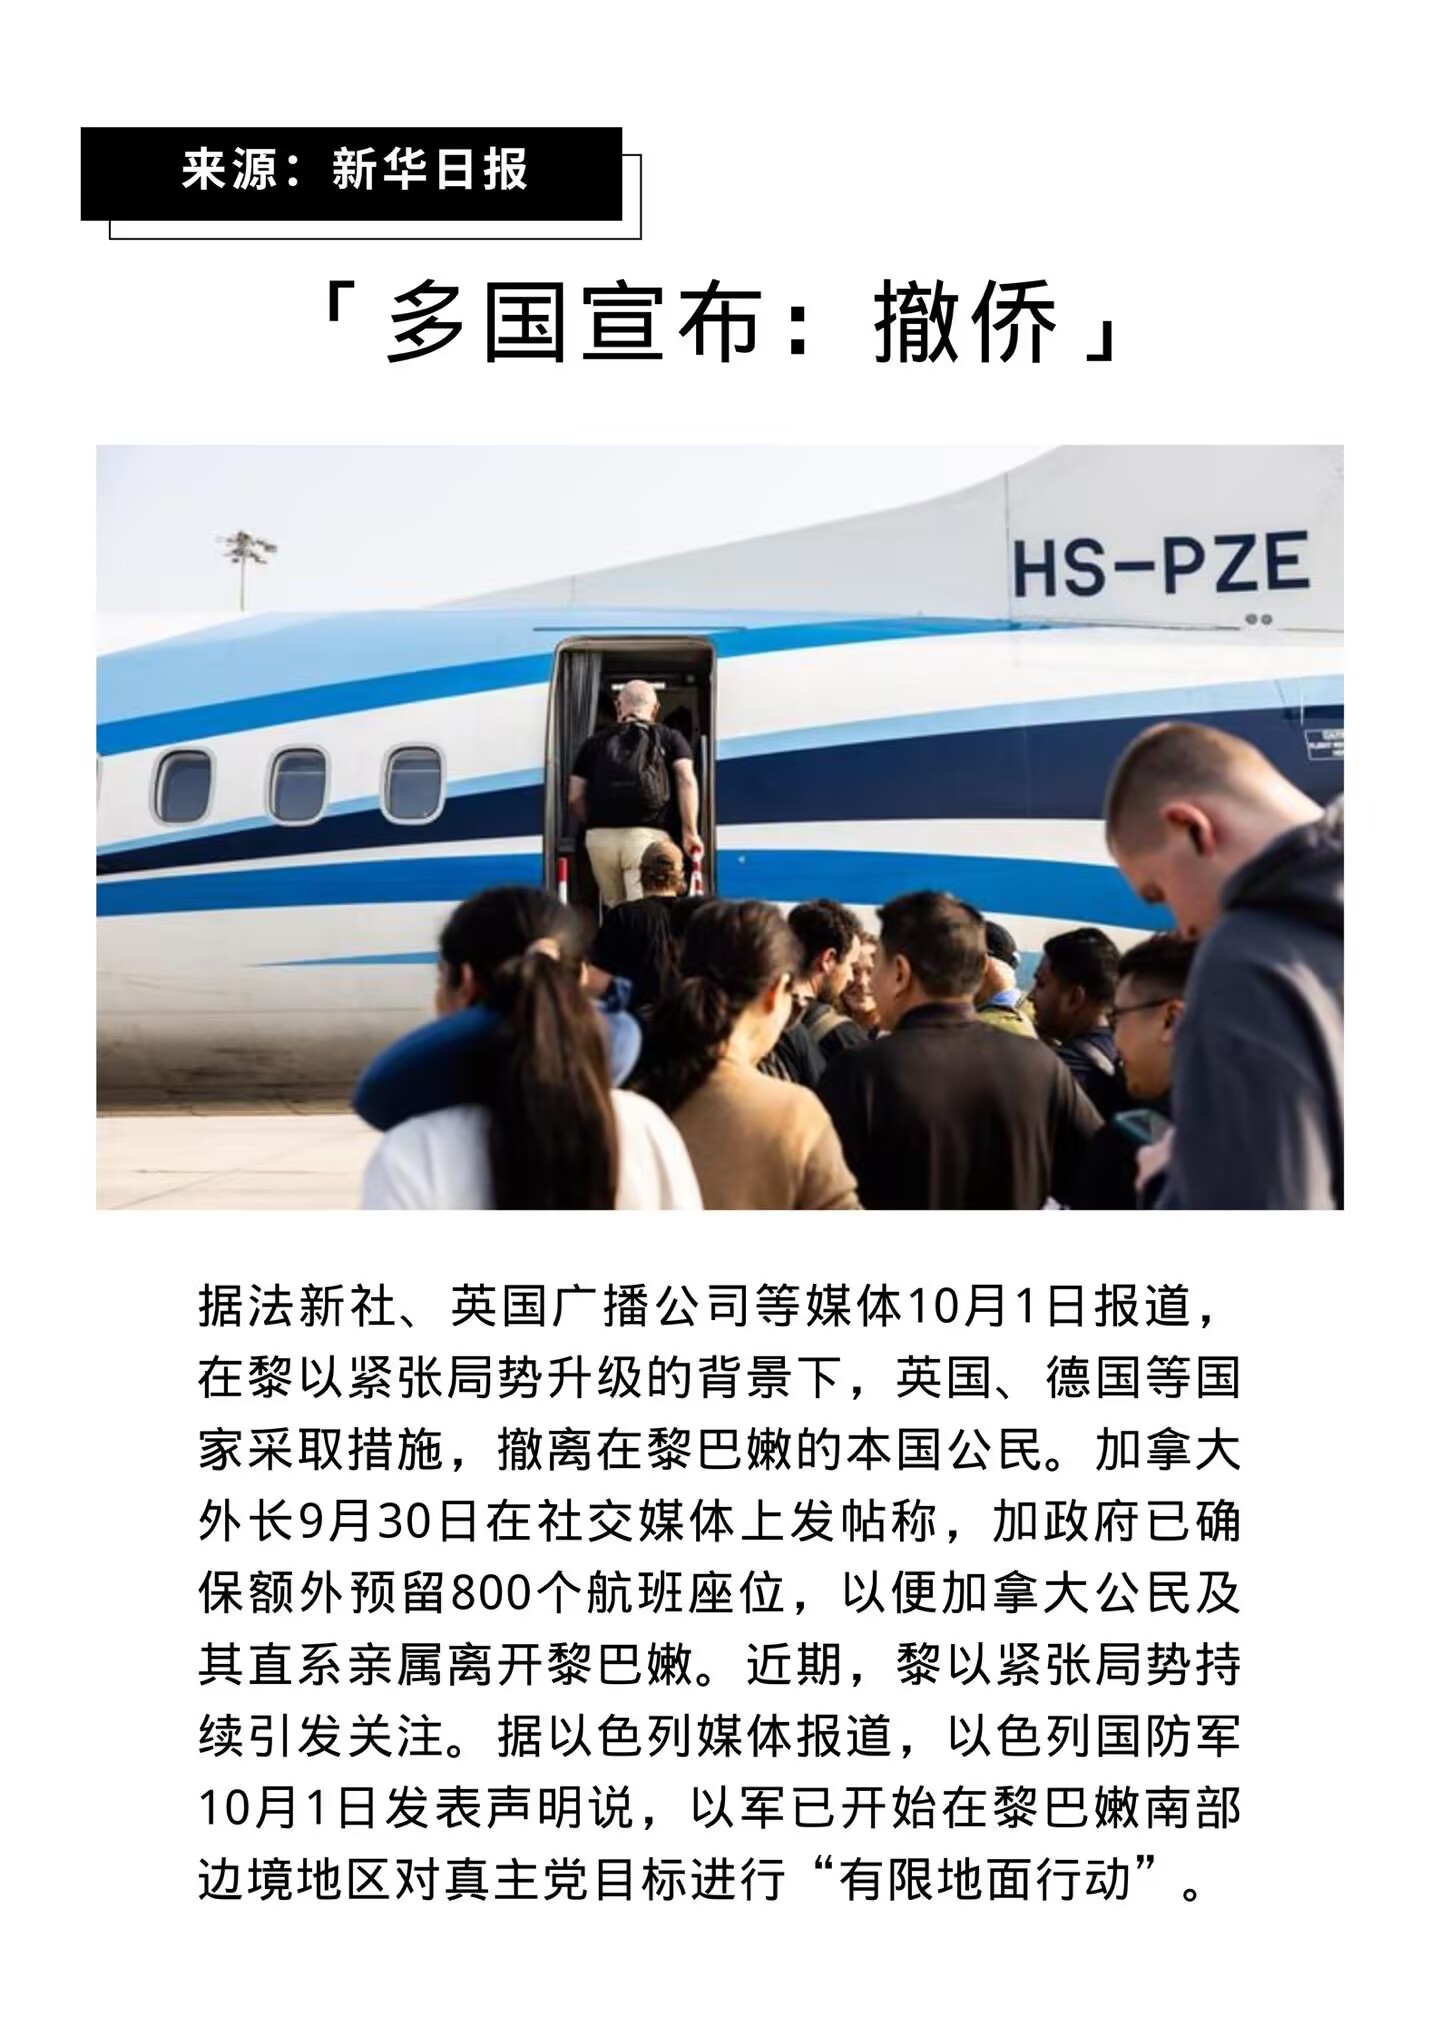 来源：新华日报
「多国宣布：撤侨」
HS-PZE
据法新社、英国广播公司等媒体10月1日报道，
在黎以紧张局势升级的背景下，英国、德国等国
家采取措施，撤离在黎巴嫩的本国公民。加拿大
外长9月30日在社交媒体上发帖称，加政府已确
保额外预留800个航班座位，以便加拿大公民及
其直系亲属离开黎巴嫩。近期，黎以紧张局势持
续引发关注。据以色列媒体报道，以色列国防军
10月1日发表声明说，以军已开始在黎巴嫩南部
边境地区对真主党目标进行“有限地面行动”。